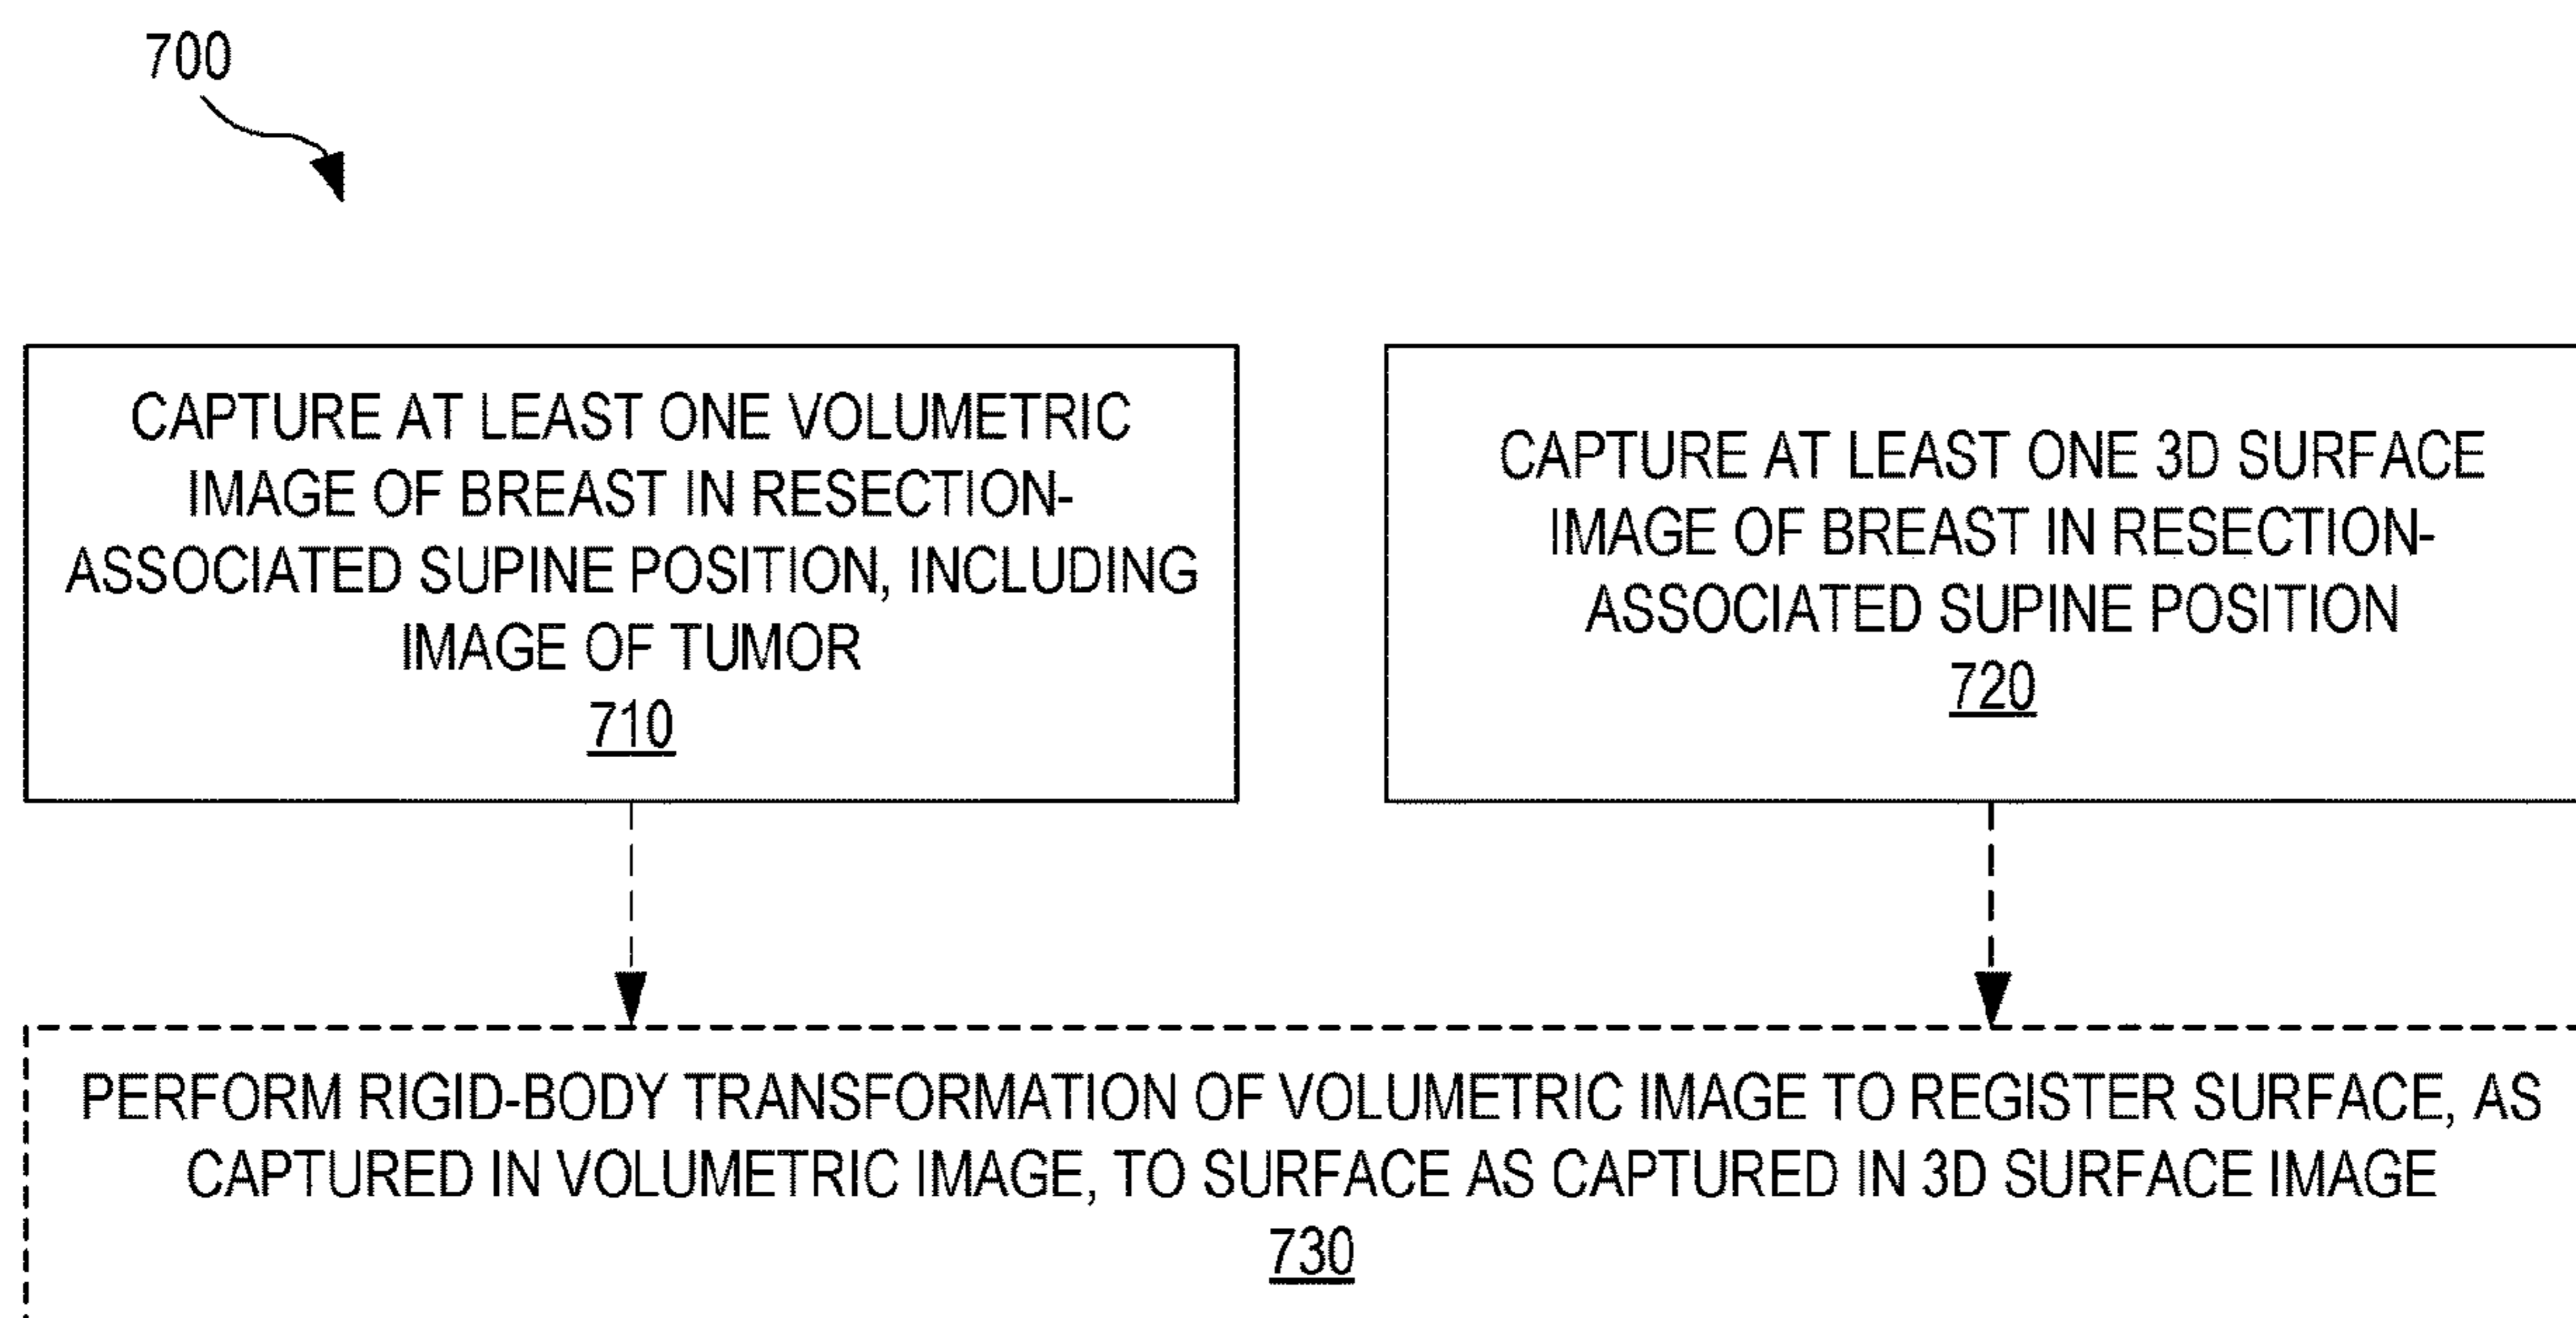 700
CAPTURE AT LEAST ONE VOLUMETRIC
IMAGE OF BREAST IN RESECTION-
ASSOCIATED SUPINE POSITION, INCLUDING
IMAGE OF TUMOR
710
CAPTURE AT LEAST ONE 3D SURFACE
IMAGE OF BREAST IN RESECTION-
ASSOCIATED SUPINE POSITION
720
PERFORM RIGID-BODY TRANSFORMATION OF VOLUMETRIC IMAGE TO REGISTER SURFACE, AS
CAPTURED IN VOLUMETRIC IMAGE, TO SURFACE AS CAPTURED IN 3D SURFACE IMAGE
730